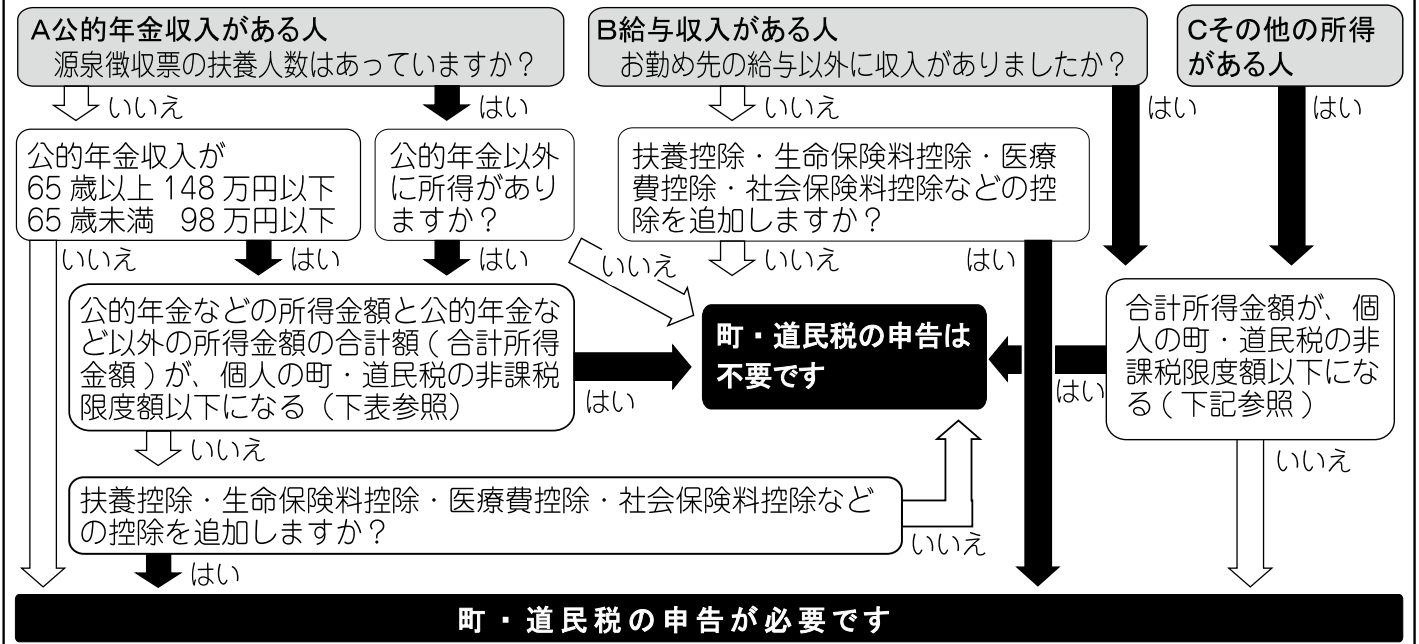 A公的年金収入がある人
源泉徴収票の扶養人数はあっていますか?
B給与収入がある人
お勤め先の給与以外に収入がありましたか?
Cその他の所得
がある人
いいえ
はい
いいえ
はい
はい
公的年金収入が
65歳以上 148万円以下
65歳未満 98万円以下
公的年金以外
に所得があり
ますか?
扶養控除・生命保険料控除・医療
費控除・社会保険料控除などの控
除を追加しますか?
いいえ
はい
はい
いいえ
いいえ
はい
公的年金などの所得金額と公的年金な
ど以外の所得金額の合計額(合計所得
金額)が、個人の町・道民税の非課税
限度額以下になる(下表参照)
はい
町・道民税の申告は
不要です
はい
合計所得金額が、個
人の町・道民税の非
課税限度額以下にな
る(下記参照)
いいえ
いいえ
扶養控除・生命保険料控除・医療費控除・社会保険料控除など
の控除を追加しますか?
いいえ
はい
町・道民税の申告が必要です